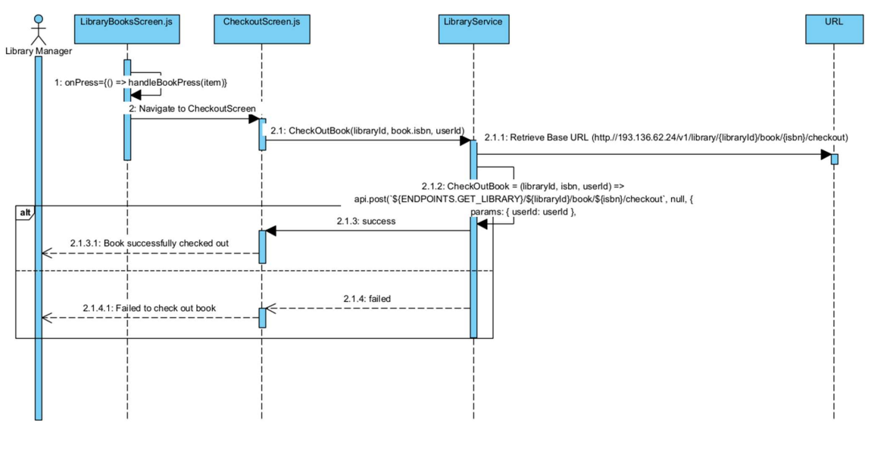 LibraryBooksScreen.js
CheckoutScreen.js
LibraryService
URL
Library Manager
1: onPress={() => handleBookPress(item)}
2: Navigate to CheckoutScreen
2.1: CheckOutBook(libraryId, book.isbn, userId)
2.1.1: Retrieve Base URL (http://193.136.62.24/v1/library/{libraryId}/book/{isbn}/checkout)
2.1.2: CheckOutBook = (libraryId, isbn, userId) =>
api.post(`${ENDPOINTS.GET_LIBRARY}/${libraryId}/book/${isbn}/checkout`, null, {
params: { userId: userId },
alt
2.1.3: success
2.1.3.1: Book successfully checked out
2.1.4: failed
2.1.4.1: Failed to check out book